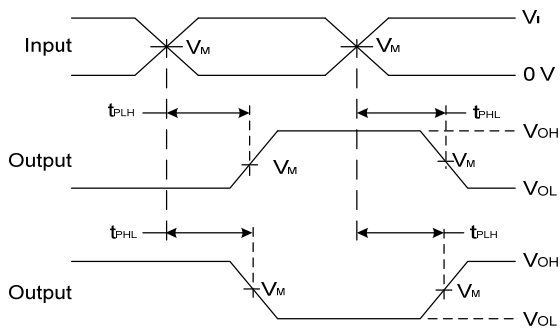 Input
VI
VM
VM
0 V
tPLH
tPHL
Output
VOH
VM
VM
VOL
tPHL
tPLH
Output
VOH
VM
VM
VOL